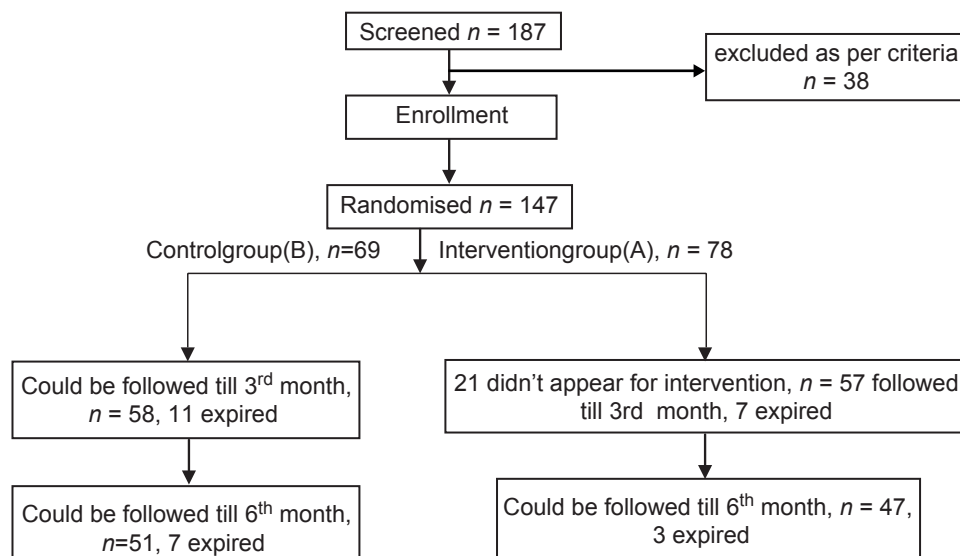 Screened n = 187
excluded as per criteria
n = 38
Enrollment
Randomised n = 147
Controlgroup(B), n=69
Interventiongroup(A), n = 78
Could be followed till 3rd month,
n = 58, 11 expired
21 didn't appear for intervention, n = 57 followed
till 3rd month, 7 expired
Could be followed till 6th month,
n=51, 7 expired
Could be followed till 6th month, n = 47,
3 expired